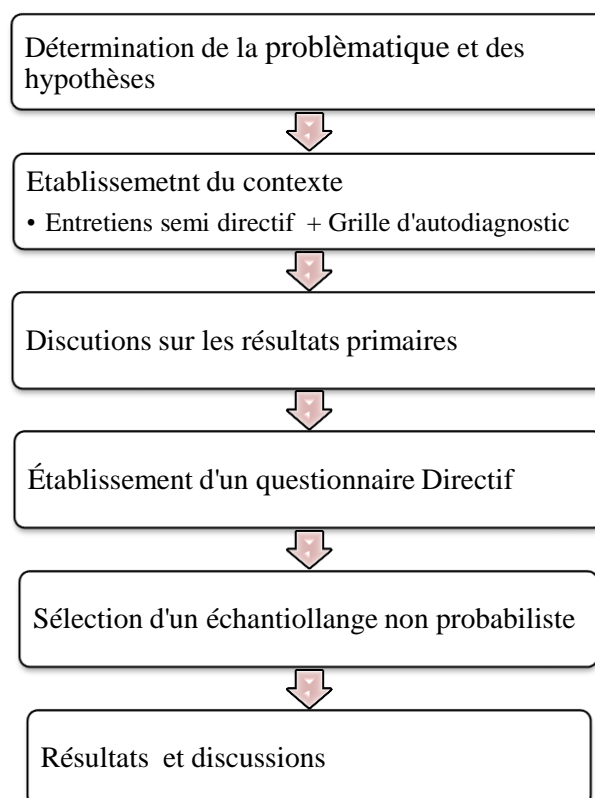 Détermination de la problèmatique et des
hypothèses
Etablissemetnt du contexte
• Entretiens semi directif + Grille d'autodiagnostic
Discutions sur les résultats primaires
Établissement d'un questionnaire Directif
Sélection d'un échantiollange non probabiliste
Résultats et discussions